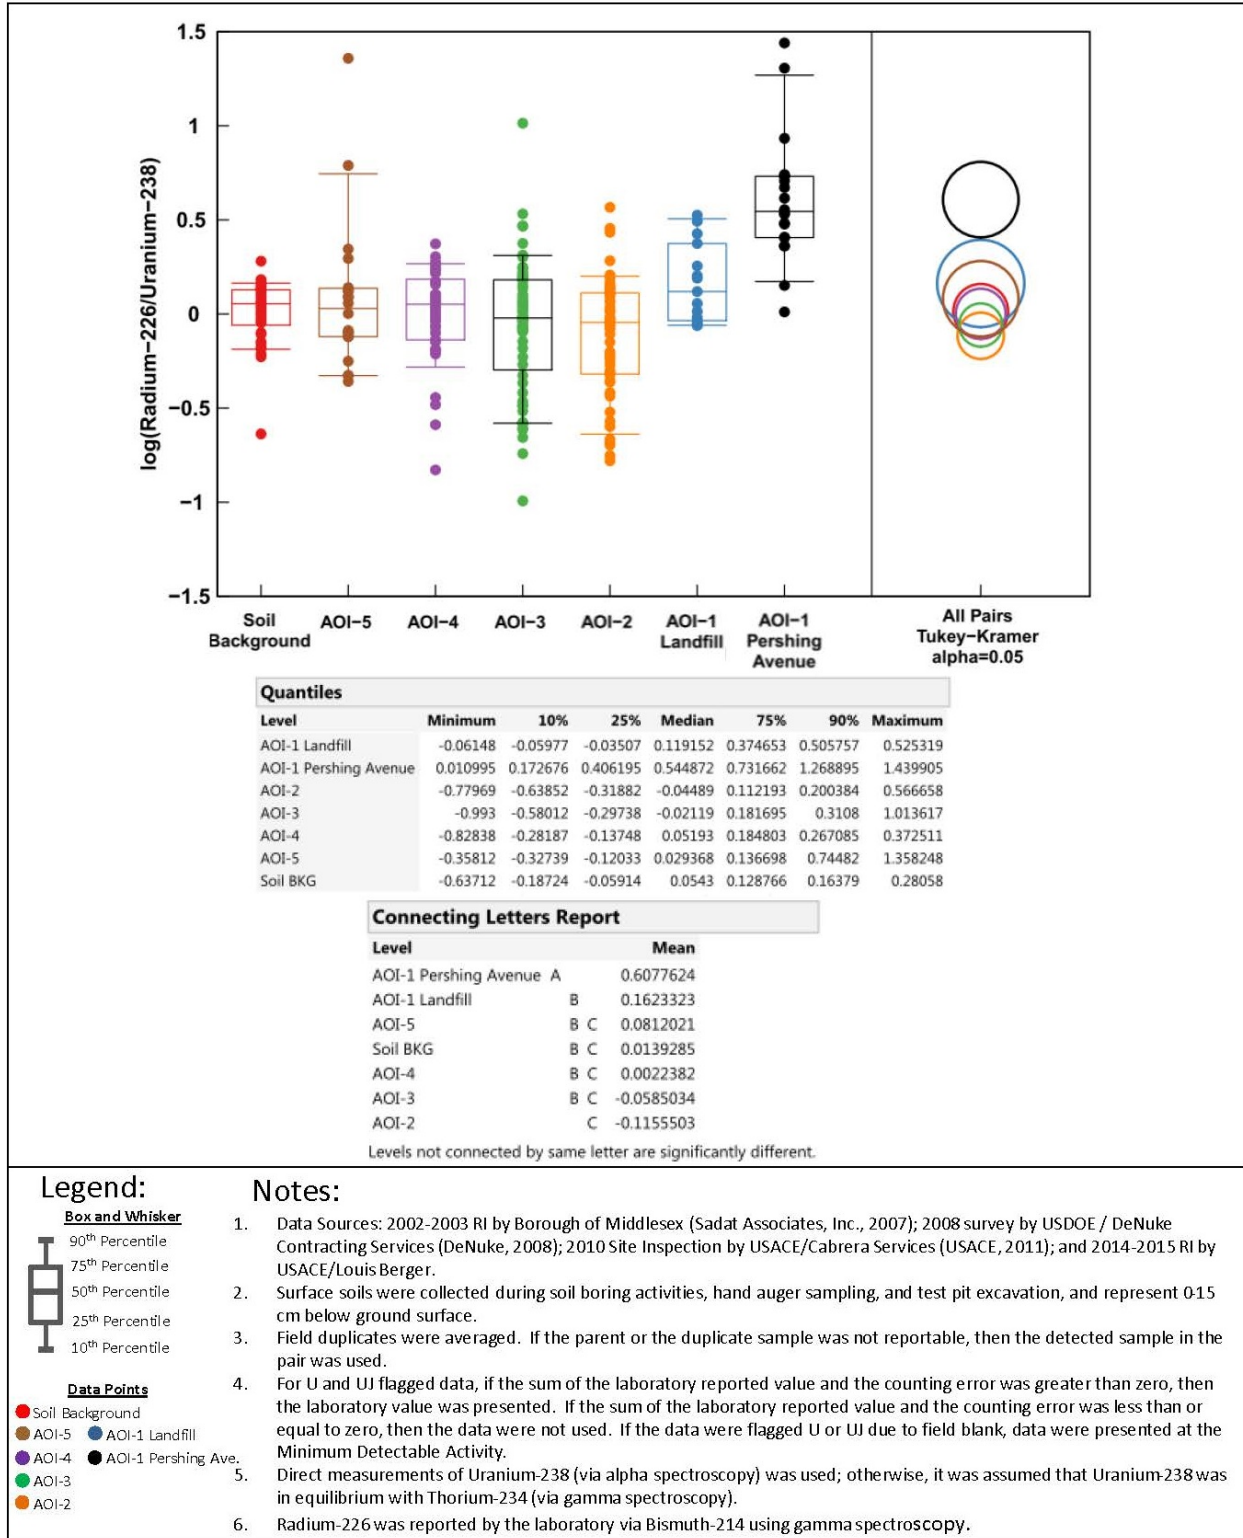 1.5
1
0.5
0
−0.5
−1
−1.5
log(Radium−226/Uranium−238)
Soil Background
AOI−5
AOI−4
AOI−3
AOI−2
AOI−1 Landfill
AOI−1 Pershing Avenue
All Pairs
Tukey−Kramer
alpha=0.05
Quantiles
Level Minimum 10% 25% Median 75% 90% Maximum
AOI-1 Landfill -0.06148 -0.05977 -0.03507 0.119152 0.374653 0.505757 0.525319
AOI-1 Pershing Avenue 0.010995 0.172676 0.406195 0.544872 0.731662 1.268895 1.439905
AOI-2 -0.77969 -0.63852 -0.31882 -0.04489 0.112193 0.200384 0.566658
AOI-3 -0.993 -0.58012 -0.29738 -0.02119 0.181695 0.3108 1.013617
AOI-4 -0.82838 -0.28187 -0.13748 0.05193 0.184803 0.267085 0.372511
AOI-5 -0.35812 -0.32739 -0.12033 0.029368 0.136698 0.74482 1.358248
Soil BKG -0.63712 -0.18724 -0.05914 0.0543 0.128766 0.16379 0.28058
Connecting Letters Report
Level Mean
AOI-1 Pershing Avenue A 0.6077624
AOI-1 Landfill B 0.1623323
AOI-5 B C 0.0812021
Soil BKG B C 0.0139285
AOI-4 B C 0.0022382
AOI-3 B C -0.0585034
AOI-2 C -0.1155503
Levels not connected by same letter are significantly different.
Legend:
Box and Whisker
90th Percentile
75th Percentile
50th Percentile
25th Percentile
10th Percentile
Data Points
Soil Background
AOI-5 AOI-1 Landfill
AOI-4 AOI-1 Pershing Ave.
AOI-3
AOI-2
Notes:
1. Data Sources: 2002-2003 RI by Borough of Middlesex (Sadat Associates, Inc., 2007); 2008 survey by USDOE / DeNuke
Contracting Services (DeNuke, 2008); 2010 Site Inspection by USACE/Cabrera Services (USACE, 2011); and 2014-2015 RI by
USACE/Louis Berger.
2. Surface soils were collected during soil boring activities, hand auger sampling, and test pit excavation, and represent 0-15
cm below ground surface.
3. Field duplicates were averaged. If the parent or the duplicate sample was not reportable, then the detected sample in the
pair was used.
4. For U and UJ flagged data, if the sum of the laboratory reported value and the counting error was greater than zero, then
the laboratory value was presented. If the sum of the laboratory reported value and the counting error was less than or
equal to zero, then the data were not used. If the data were flagged U or UJ due to field blank, data were presented at the
Minimum Detectable Activity.
5. Direct measurements of Uranium-238 (via alpha spectroscopy) was used; otherwise, it was assumed that Uranium-238 was
in equilibrium with Thorium-234 (via gamma spectroscopy).
6. Radium-226 was reported by the laboratory via Bismuth-214 using gamma spectroscopy.